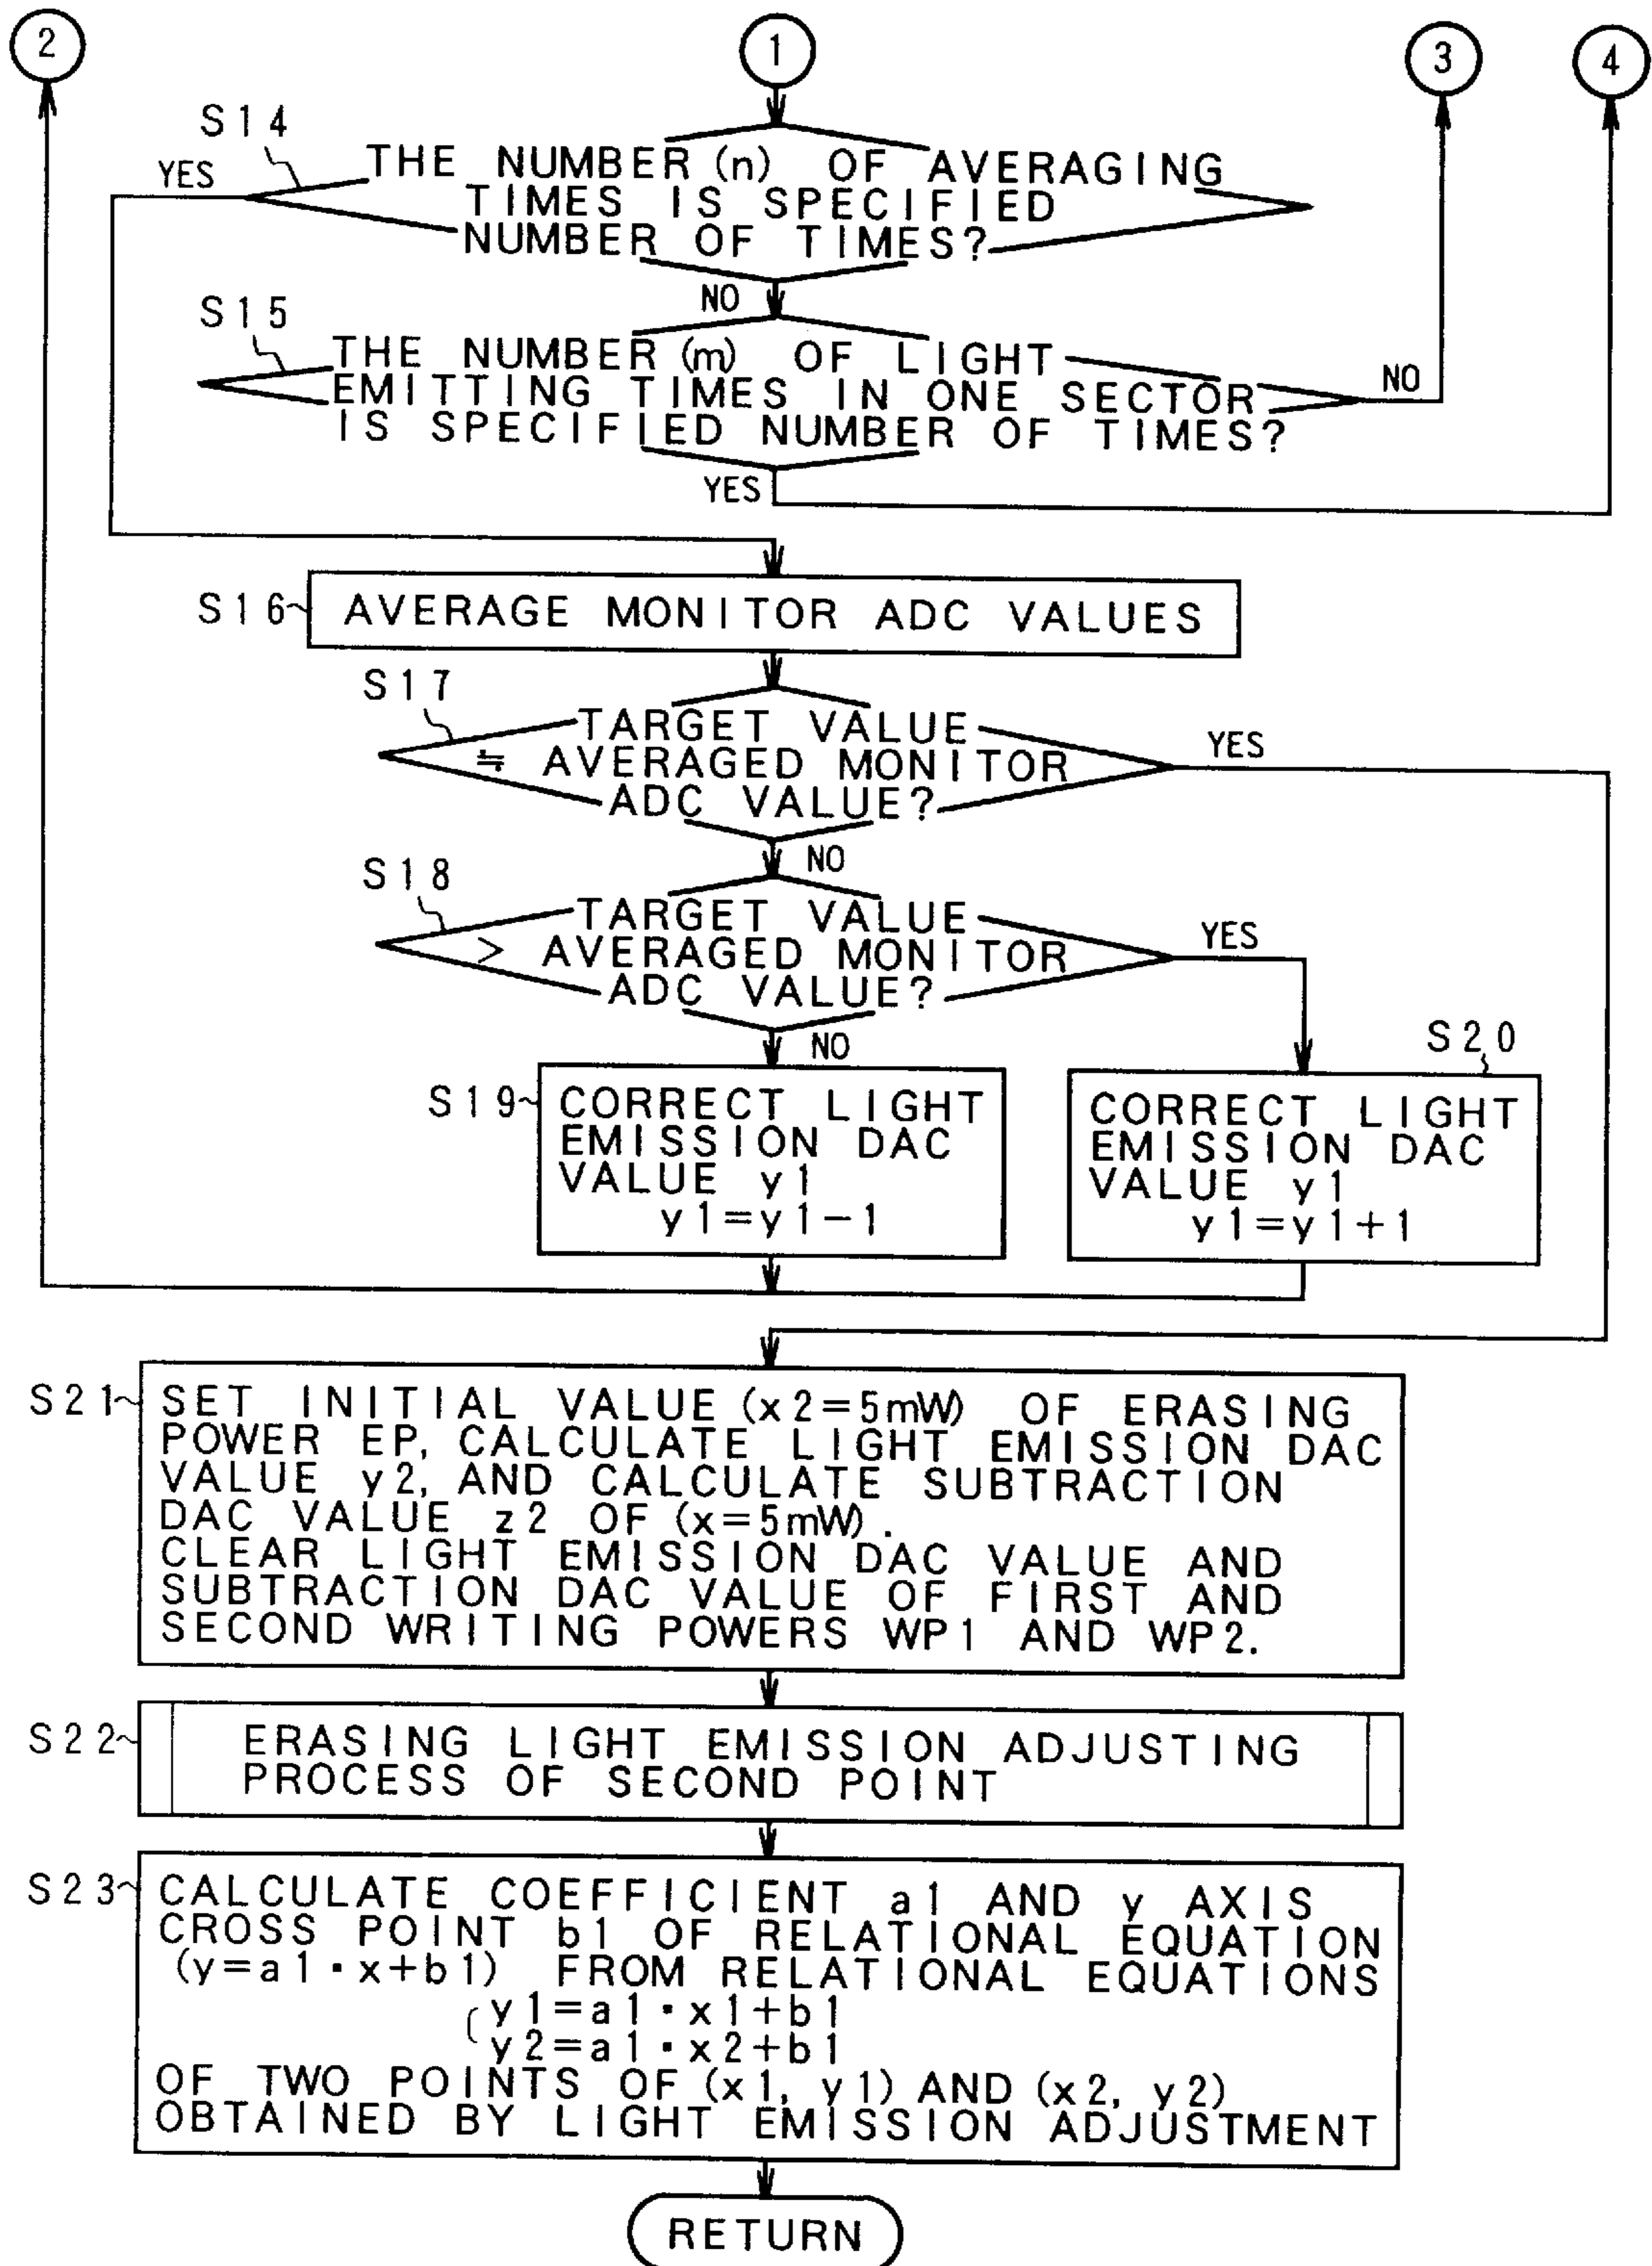 2
1
3
4
S14
YES
THE NUMBER (n) OF AVERAGING
TIMES IS SPECIFIED
NUMBER OF TIMES?
NO
S15
THE NUMBER (m) OF LIGHT
EMITTING TIMES IN ONE SECTOR
IS SPECIFIED NUMBER OF TIMES?
NO
YES
S16
AVERAGE MONITOR ADC VALUES
S17
TARGET VALUE
≒ AVERAGED MONITOR
ADC VALUE?
YES
NO
S18
TARGET VALUE
> AVERAGED MONITOR
ADC VALUE?
YES
NO
S19
CORRECT LIGHT
EMISSION DAC
VALUE y1
y1=y1-1
S20
CORRECT LIGHT
EMISSION DAC
VALUE y1
y1=y1+1
S21
SET INITIAL VALUE (x2=5mW) OF ERASING
POWER EP, CALCULATE LIGHT EMISSION DAC
VALUE y2, AND CALCULATE SUBTRACTION
DAC VALUE z2 OF (x=5mW).
CLEAR LIGHT EMISSION DAC VALUE AND
SUBTRACTION DAC VALUE OF FIRST AND
SECOND WRITING POWERS WP1 AND WP2.
S22
ERASING LIGHT EMISSION ADJUSTING
PROCESS OF SECOND POINT
S23
CALCULATE COEFFICIENT a1 AND y AXIS
CROSS POINT b1 OF RELATIONAL EQUATION
(y=a1・x+b1) FROM RELATIONAL EQUATIONS
y1=a1・x1+b1
y2=a1・x2+b1
OF TWO POINTS OF (x1, y1) AND (x2, y2)
OBTAINED BY LIGHT EMISSION ADJUSTMENT
RETURN